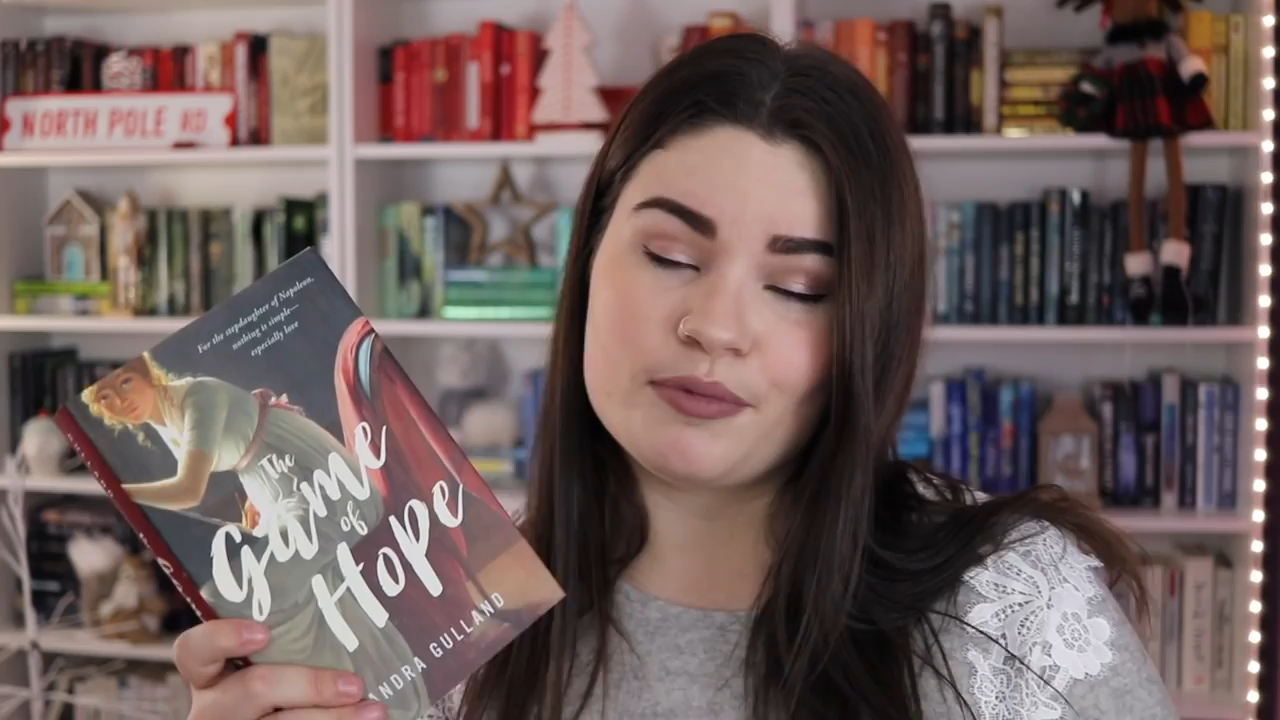 NORTH POLE RD
For the stepdaughter of Napoleon,
nothing is simple—
especially love
The
Game
of
Hope
ANDRA GULLAND